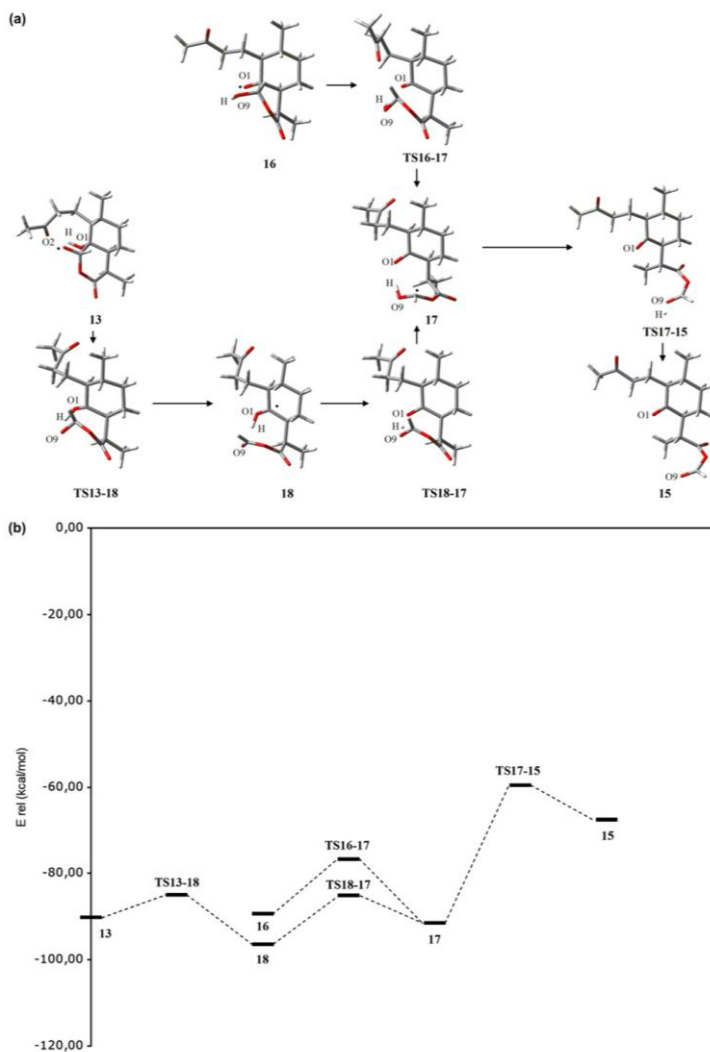 (a)
O1
H
O9
16
O1
H
O9
TS16-17
H
O1
O2
13
O1
H
O9
17
O1
O9
H
TS17-15
O1
H
O9
TS13-18
O1
H
O9
18
O1
H
O9
TS18-17
O1
O9
15
(b)
0,00
-20,00
-40,00
-60,00
-80,00
-100,00
-120,00
E rel (kcal/mol)
13
TS13-18
16
18
TS16-17
TS18-17
17
TS17-15
15